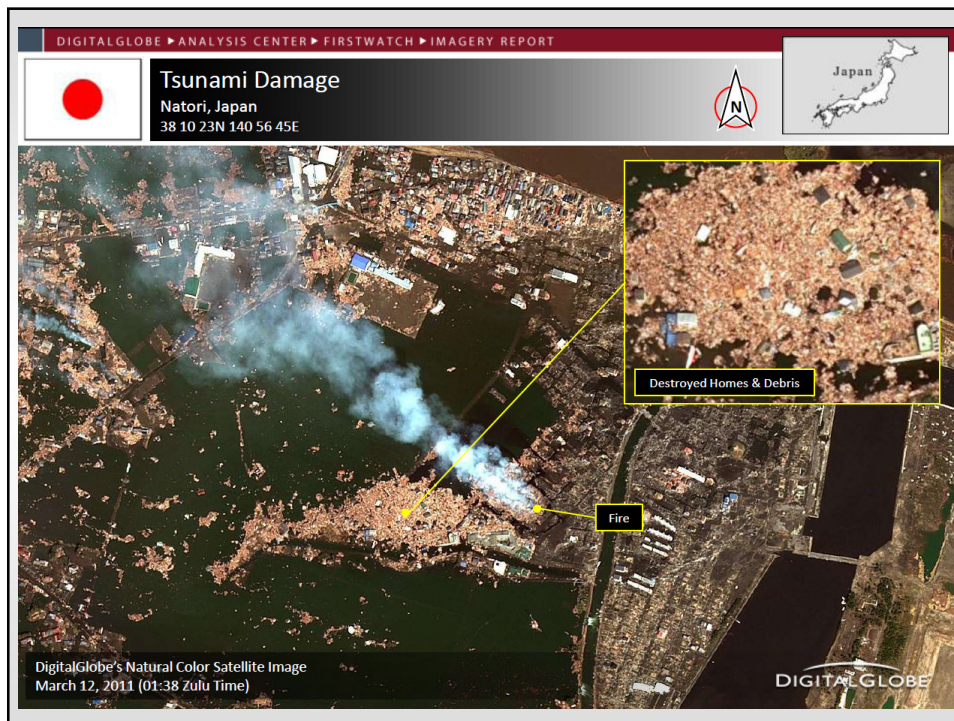 DIGITALGLOBE ▸ ANALYSIS CENTER ▸ FIRSTWATCH ▸ IMAGERY REPORT
Tsunami Damage
Natori, Japan
38 10 23N 140 56 45E
N
Japan
Destroyed Homes & Debris
Fire
DigitalGlobe's Natural Color Satellite Image
March 12, 2011 (01:38 Zulu Time)
DIGITALGLOBE